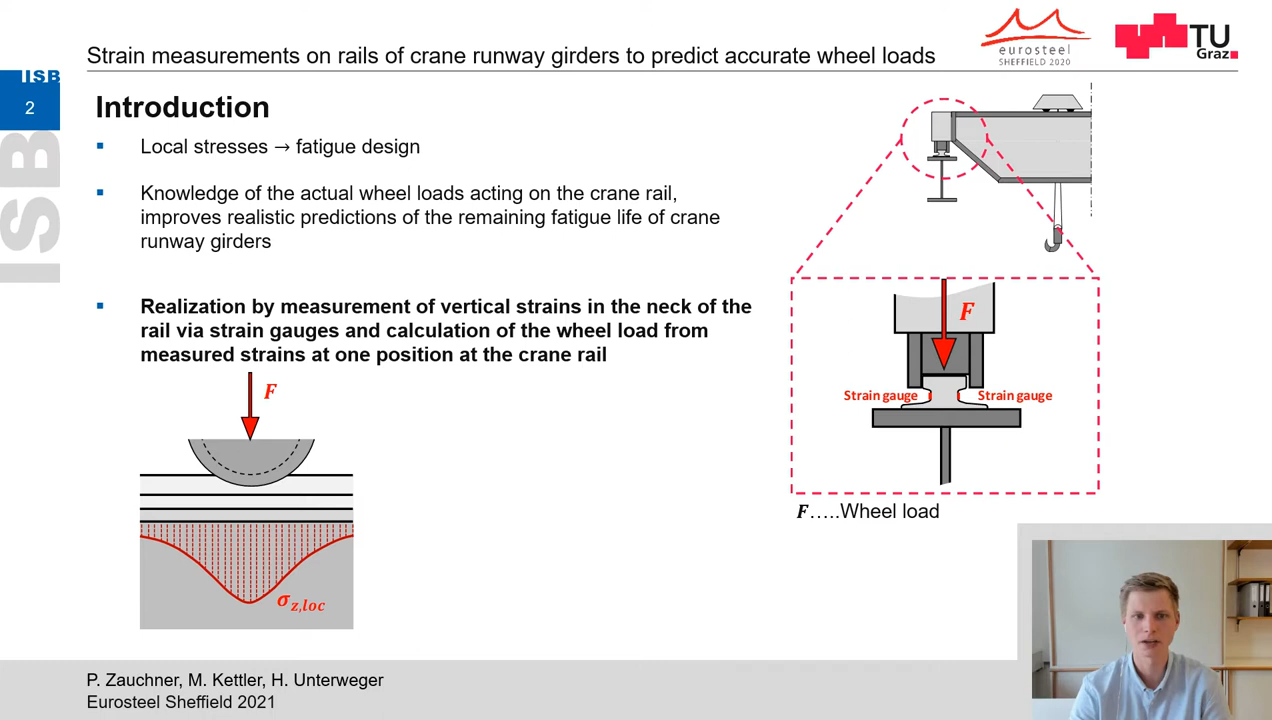 Strain measurements on rails of crane runway girders to predict accurate wheel loads
eurosteel
SHEFFIELD 2020
TU
Graz
ISB
2
ISB
Introduction
Local stresses → fatigue design
Knowledge of the actual wheel loads acting on the crane rail,
improves realistic predictions of the remaining fatigue life of crane
runway girders
Realization by measurement of vertical strains in the neck of the
rail via strain gauges and calculation of the wheel load from
measured strains at one position at the crane rail
F
σz,loc
F
Strain gauge
Strain gauge
F.....Wheel load
P. Zauchner, M. Kettler, H. Unterweger
Eurosteel Sheffield 2021